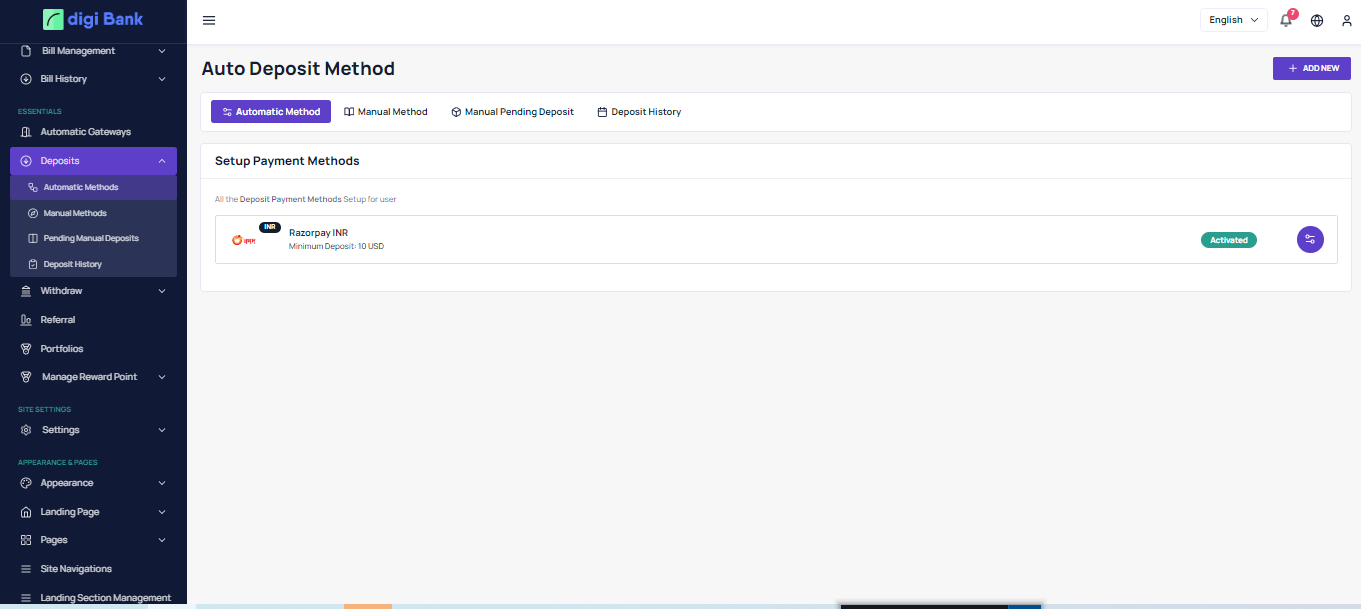 digi Bank
Bill Management
Bill History
ESSENTIALS
Automatic Gateways
Deposits
Automatic Methods
Manual Methods
Pending Manual Deposits
Deposit History
Withdraw
Referral
Portfolios
Manage Reward Point
SITE SETTINGS
Settings
APPEARANCE & PAGES
Appearance
Landing Page
Pages
Site Navigations
Landing Section Management
English
7
Auto Deposit Method
ADD NEW
Automatic Method
Manual Method
Manual Pending Deposit
Deposit History
Setup Payment Methods
All the Deposit Payment Methods Setup for user
INR
Razorpay INR
Minimum Deposit: 10 USD
Activated